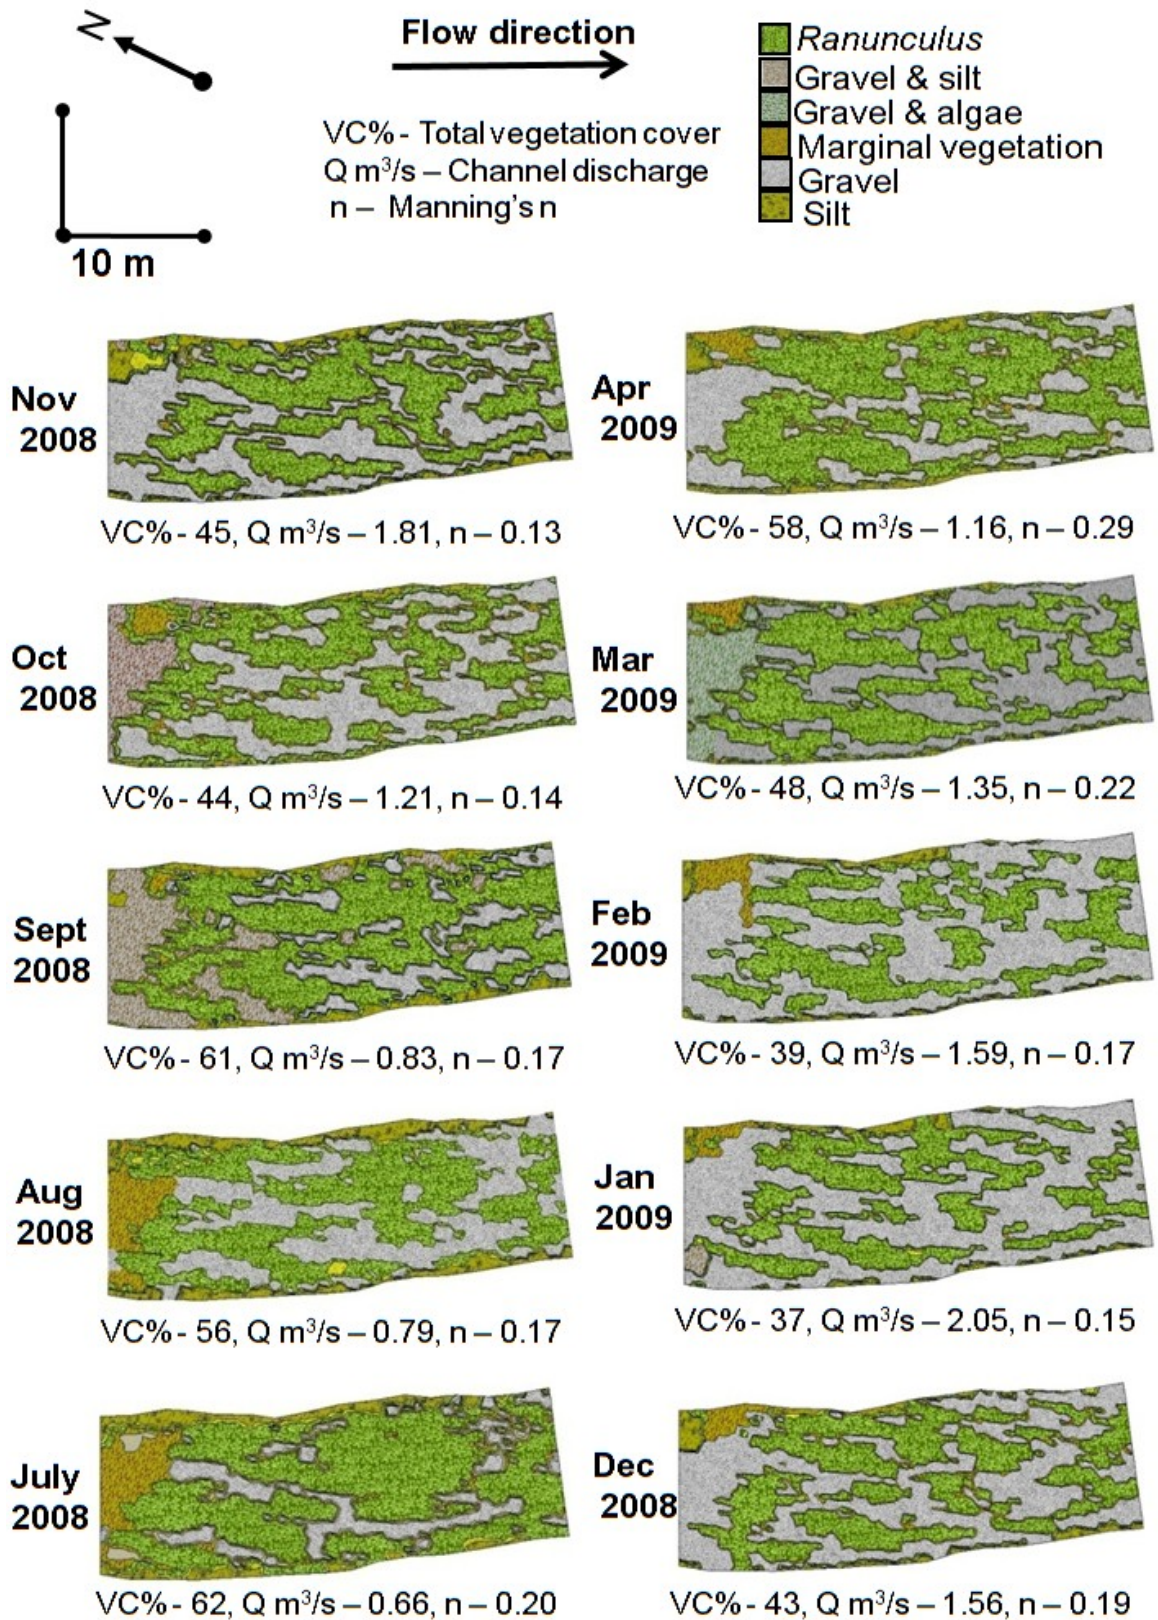 N
Flow direction
10 m
VC% - Total vegetation cover
Q m³/s – Channel discharge
n – Manning's n
Ranunculus
Gravel & silt
Gravel & algae
Marginal vegetation
Gravel
Silt
Nov
2008
VC% - 45, Q m³/s – 1.81, n – 0.13
Apr
2009
VC% - 58, Q m³/s – 1.16, n – 0.29
Oct
2008
VC% - 44, Q m³/s – 1.21, n – 0.14
Mar
2009
VC% - 48, Q m³/s – 1.35, n – 0.22
Sept
2008
VC% - 61, Q m³/s – 0.83, n – 0.17
Feb
2009
VC% - 39, Q m³/s – 1.59, n – 0.17
Aug
2008
VC% - 56, Q m³/s – 0.79, n – 0.17
Jan
2009
VC% - 37, Q m³/s – 2.05, n – 0.15
July
2008
VC% - 62, Q m³/s – 0.66, n – 0.20
Dec
2008
VC% - 43, Q m³/s – 1.56, n – 0.19